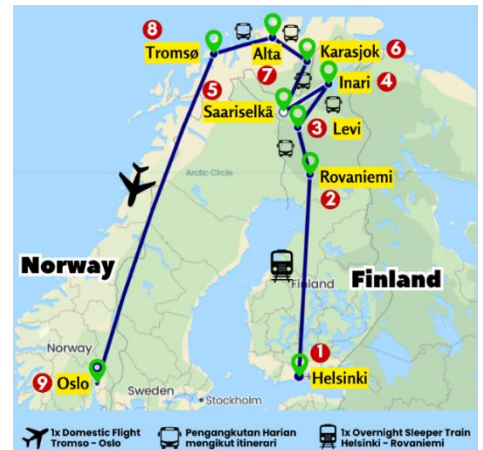 8
Tromsø
Alta
Karasjok
6
7
Inari
4
5
Saariselkä
3
Levi
Arctic Circle
Rovaniemi
2
Norway
Finland
Finland
1
Helsinki
Norway
9
Oslo
Sweden
Stockholm
1x Domestic Flight
Tromso - Oslo
Pengangkutan Harian
mengikut itinerari
1x Overnight Sleeper Train
Helsinki - Rovaniemi